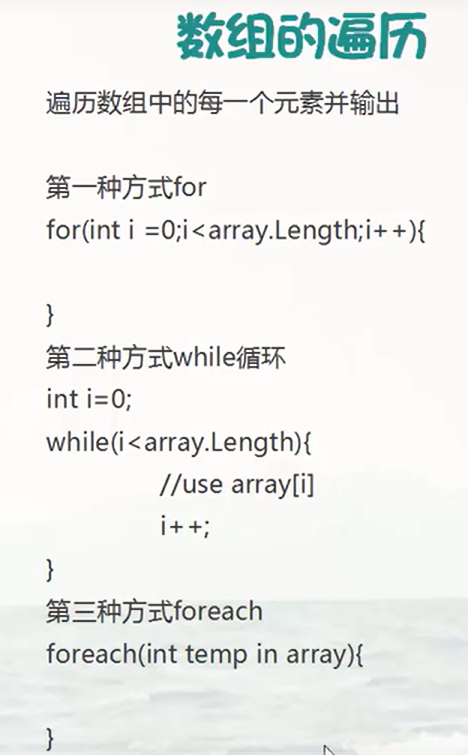 数组的遍历
遍历数组中的每一个元素并输出
第一种方式for
for(int i =0;i<array.Length;i++){
}
第二种方式while循环
int i=0;
while(i<array.Length){
//use array[i]
i++;
}
第三种方式foreach
foreach(int temp in array){
}